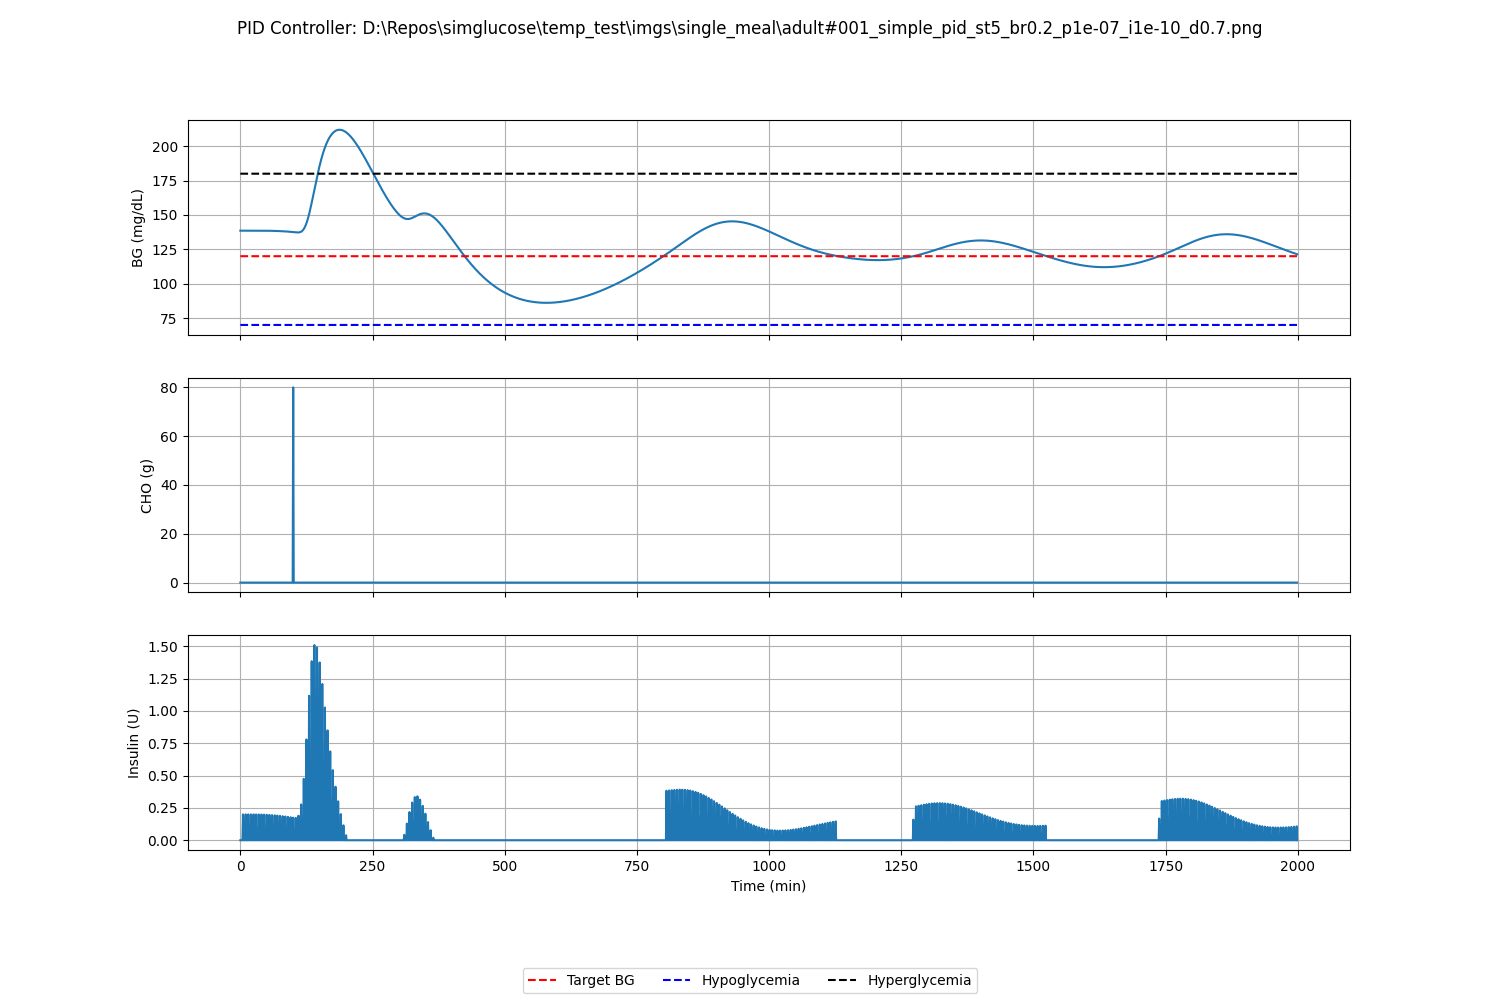 PID Controller: D:\Repos\simglucose\temp_test\imgs\single_meal\adult#001_simple_pid_st5_br0.2_p1e-07_i1e-10_d0.7.png
BG (mg/dL)
200
175
150
125
100
75
CHO (g)
80
60
40
20
0
Insulin (U)
1.50
1.25
1.00
0.75
0.50
0.25
0.00
0 250 500 750 1000 1250 1500 1750 2000
Time (min)
Target BG Hypoglycemia Hyperglycemia